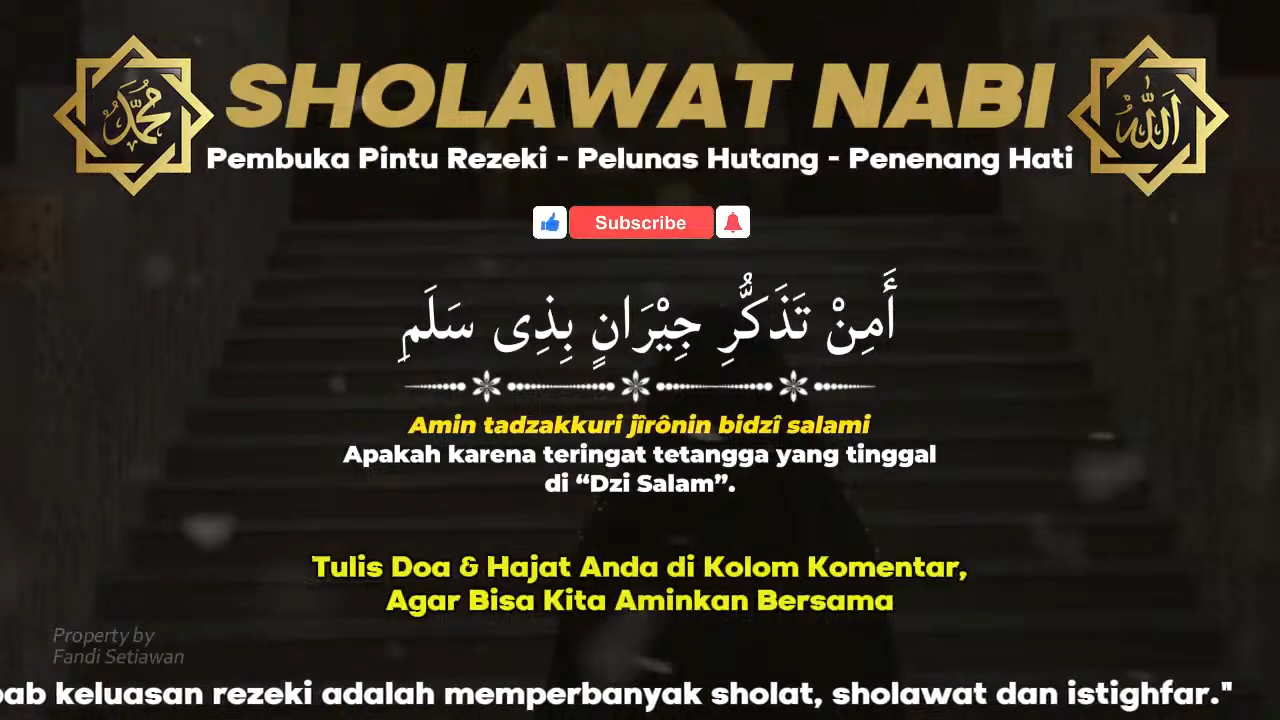 محمد
SHOLAWAT NABI
الله
Pembuka Pintu Rezeki - Pelunas Hutang - Penenang Hati
Subscribe
أَمِنْ تَذَكُّرِ جِيْرَانٍ بِذِى سَلَمِ
Amin tadzakkuri jîrônin bidzî salami
Apakah karena teringat tetangga yang tinggal
di “Dzi Salam”.
Tulis Doa & Hajat Anda di Kolom Komentar,
Agar Bisa Kita Aminkan Bersama
Property by
Fandi Setiawan
keluasan rezeki adalah memperbanyak sholat, sholawat dan istighfar."